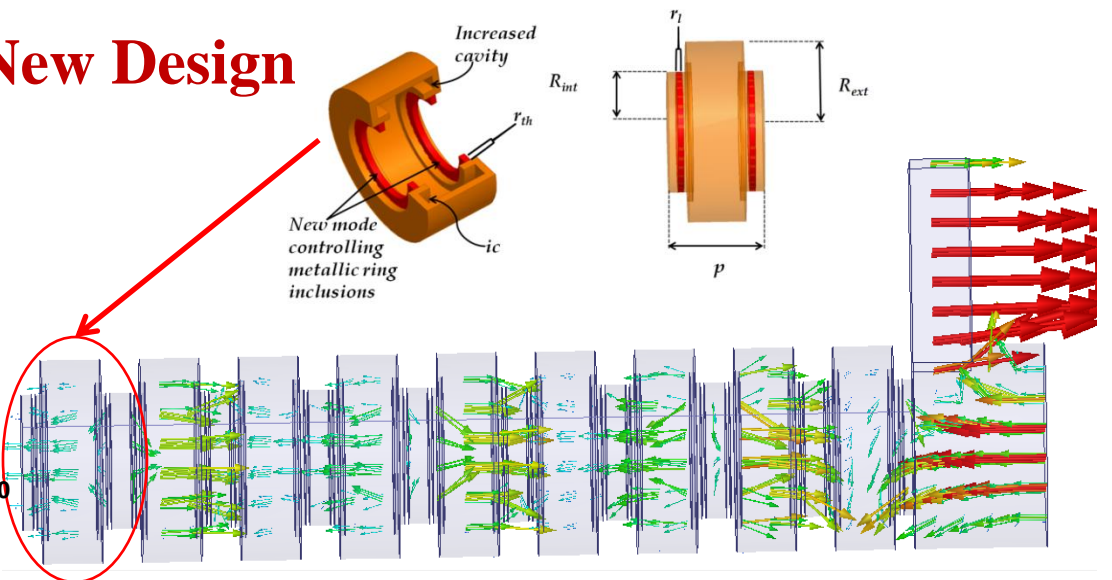 New Design
Increased
cavity
r_th
New mode
controlling
metallic ring
inclusions
ic
r_l
R_int
R_ext
p
0